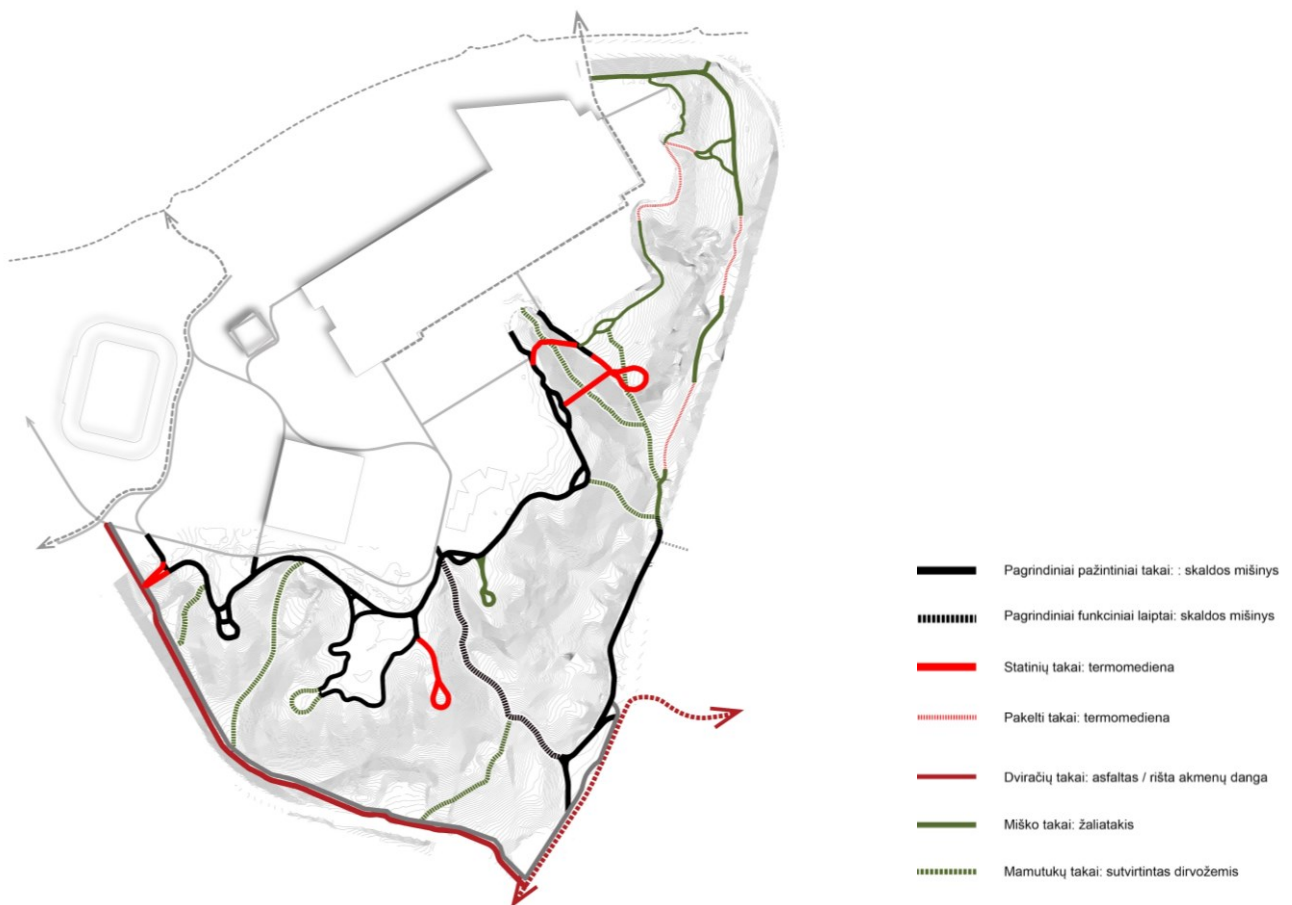 Pagrindiniai pažintiniai takai: : skaldos mišinys
Pagrindiniai funkciniai laiptai: skaldos mišinys
Statinių takai: termomediena
Pakelti takai: termomediena
Dviračių takai: asfaltas / rišta akmenų danga
Miško takai: žaliatakis
Mamutukų takai: sutvirtintas dirvožemis